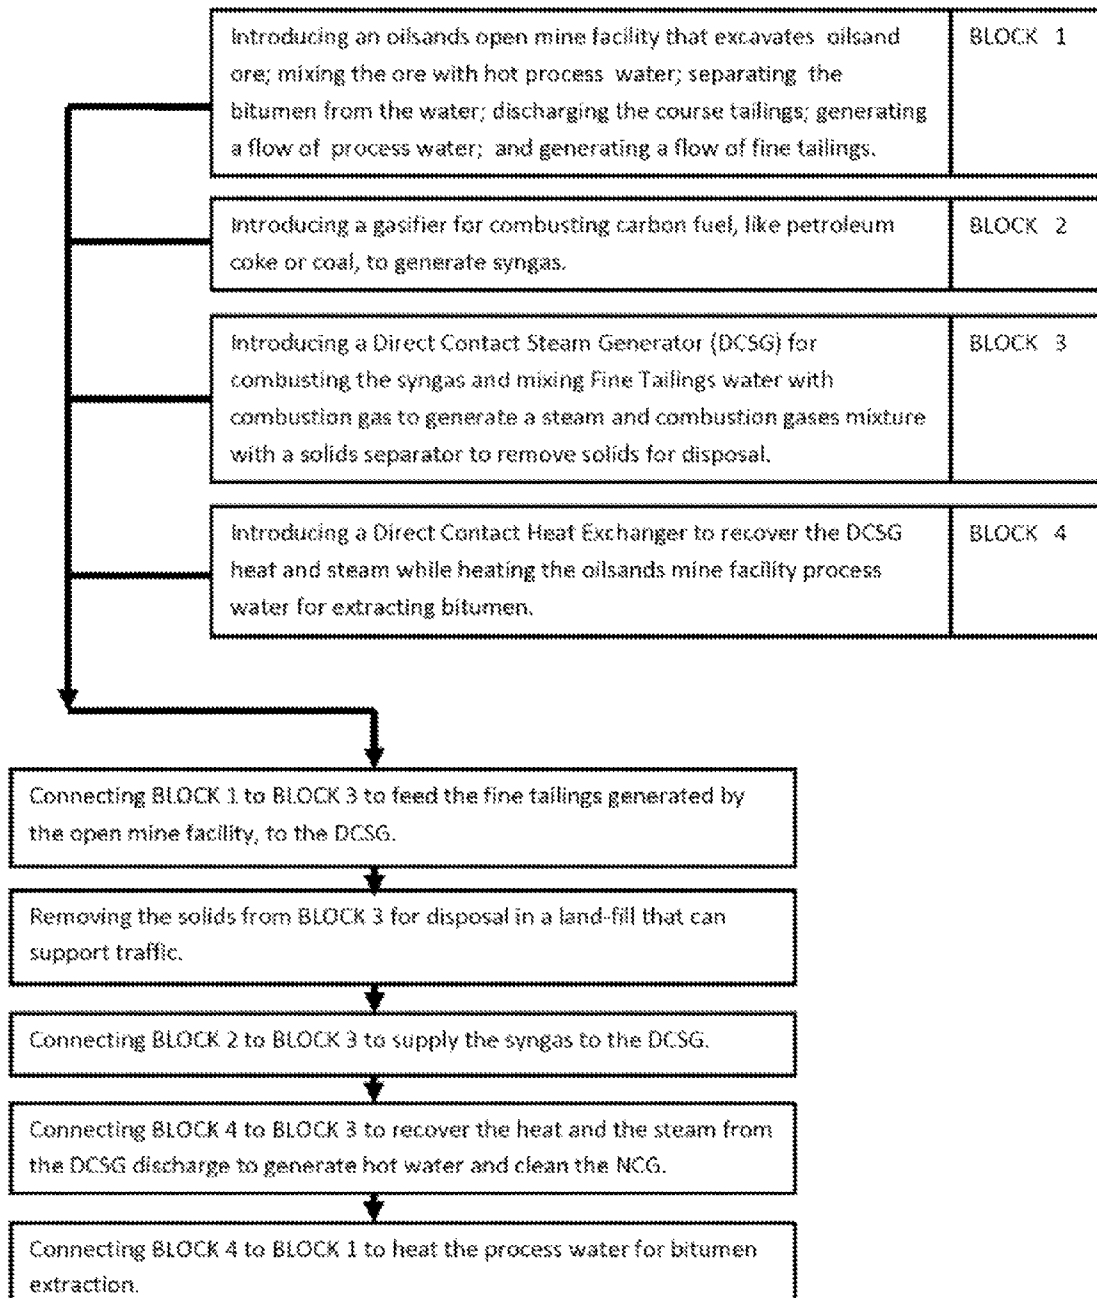 Introducing an oilsands open mine facility that excavates oilsand
BLOCK 1
ore; mixing the ore with hot process water; separating the
bitumen from the water; discharging the course tailings; generating
a flow of process water; and generating a flow of fine tailings.
Introducing a gasifier for combusting carbon fuel, like petroleum
BLOCK 2
coke or coal, to generate syngas.
Introducing a Direct Contact Steam Generator (DCSG) for
BLOCK 3
combusting the syngas and mixing Fine Tailings water with
combustion gas to generate a steam and combustion gases mixture
with a solids separator to remove solids for disposal.
Introducing a Direct Contact Heat Exchanger to recover the DCSG
BLOCK 4
heat and steam while heating the oilsands mine facility process
water for extracting bitumen.
Connecting BLOCK 1 to BLOCK 3 to feed the fine tailings generated by
the open mine facility, to the DCSG.
Removing the solids from BLOCK 3 for disposal in a land-fill that can
support traffic.
Connecting BLOCK 2 to BLOCK 3 to supply the syngas to the DCSG.
Connecting BLOCK 4 to BLOCK 3 to recover the heat and the steam from
the DCSG discharge to generate hot water and clean the NCG.
Connecting BLOCK 4 to BLOCK 1 to heat the process water for bitumen
extraction.